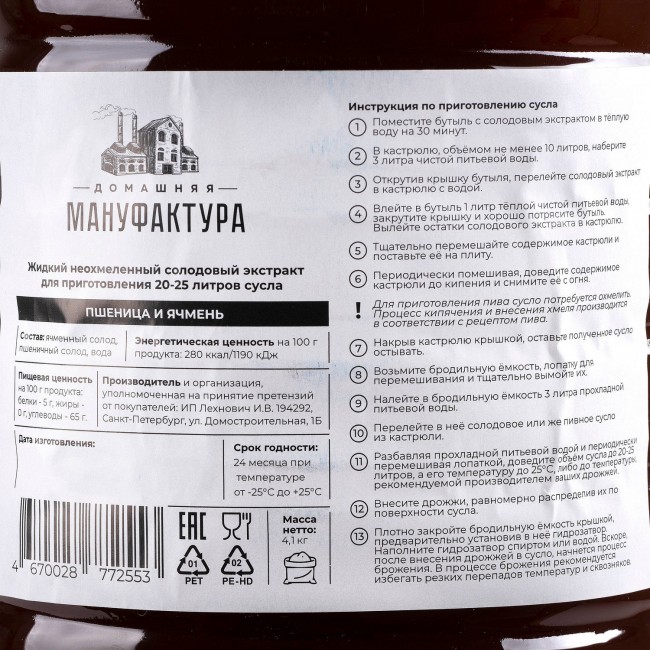 ДОМАШНЯЯ
МАНУФАКТУРА
Жидкий неохмеленный солодовый экстракт
для приготовления 20-25 литров сусла
ПШЕНИЦА И ЯЧМЕНЬ
Состав: ячменный солод,
пшеничный солод, вода
Энергетическая ценность на 100 г
продукта: 280 ккал/1190 кДж
Пищевая ценность
на 100 г продукта:
белки - 5 г, жиры -
0 г, углеводы - 65 г.
Производитель и организация,
уполномоченная на принятие претензий
от покупателей: ИП Лехнович И.В. 194292,
Санкт-Петербург, ул. Домостроительная, 1Б
Дата изготовления:
Срок годности:
24 месяца при
температуре
от -25°C до +25°C
4 670028 772553
EAC
01
PET
02
PE-HD
Масса
нетто:
4,1 кг
Инструкция по приготовлению сусла
1 Поместите бутыль с солодовым экстрактом в тёплую
воду на 30 минут.
2 В кастрюлю, объёмом не менее 10 литров, наберите
3 литра чистой питьевой воды.
3 Открутив крышку бутыля, перелейте солодовый экстракт
в кастрюлю с водой.
4 Влейте в бутыль 1 литр тёплой чистой питьевой воды,
закрутите крышку и хорошо потрясите бутыль.
Вылейте остатки солодового экстракта в кастрюлю.
5 Тщательно перемешайте содержимое кастрюли и
поставьте её на плиту.
6 Периодически помешивая, доведите содержимое
кастрюли до кипения и снимите её с огня.
! Для приготовления пива сусло потребуется охмелить.
Процесс кипячения и внесения хмеля производится
в соответствии с рецептом пива.
7 Накрыв кастрюлю крышкой, оставьте полученное сусло
остывать.
8 Возьмите бродильную ёмкость, лопатку для
перемешивания и тщательно вымойте их.
9 Налейте в бродильную ёмкость 3 литра прохладной
питьевой воды.
10 Перелейте в неё солодовое или же пивное сусло
из кастрюли.
11 Разбавляя прохладной питьевой водой и периодически
перемешивая лопаткой, доведите объём сусла до 20-25
литров, а его температуру до 25°C, либо до температуры,
рекомендуемой производителем ваших дрожжей.
12 Внесите дрожжи, равномерно распределив их по
поверхности сусла.
13 Плотно закройте бродильную ёмкость крышкой,
предварительно установив в неё гидрозатвор.
Наполните гидрозатвор спиртом или водой. Вскоре,
после внесения дрожжей в сусло, начнется процесс
брожения. В процессе брожения рекомендуется
избегать резких перепадов температур и сквозняков.